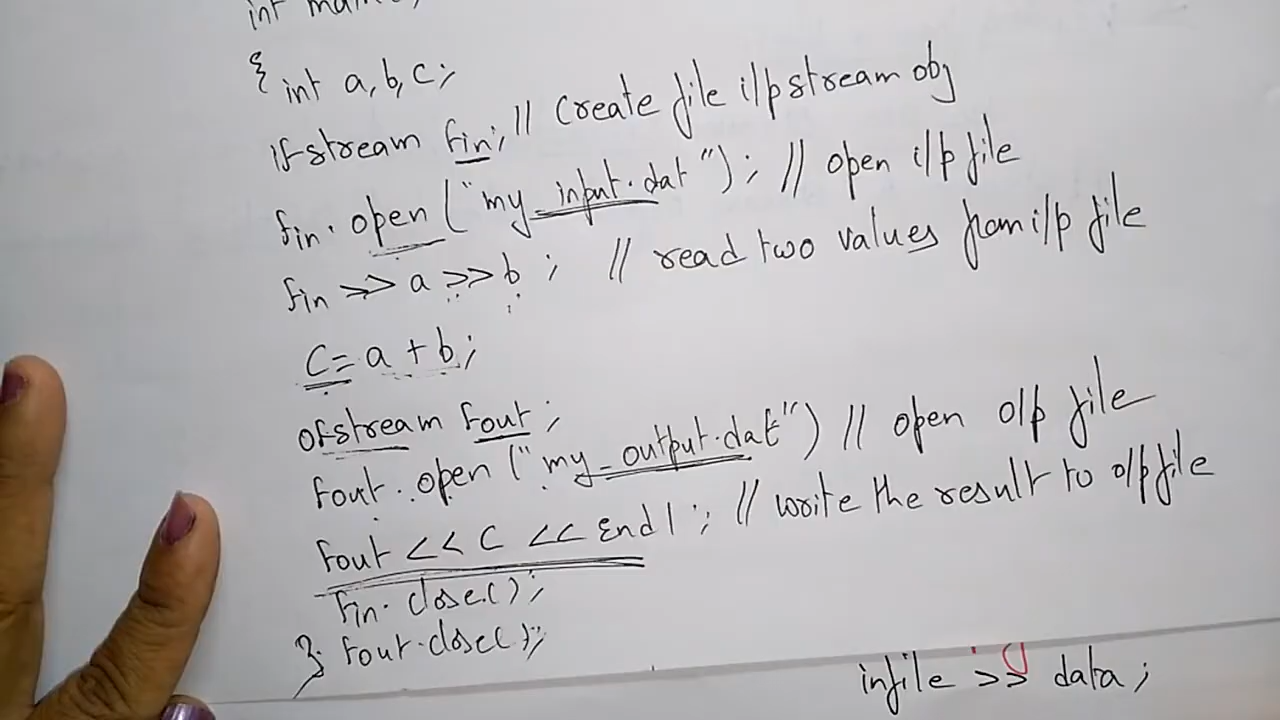 int main
{ int a, b, c;
ifstream fin; // Create file i/p stream obj
fin. open ("my_input.dat"); // open i/p file
fin >> a >> b ; // read two values from i/p file
C = a + b;
ofstream fout ;
fout. open ("my_output.dat") // open o/p file
fout << c << Endl ; // write the result to o/p file
fin. close( );
} fout.close( );
infile >> data ;